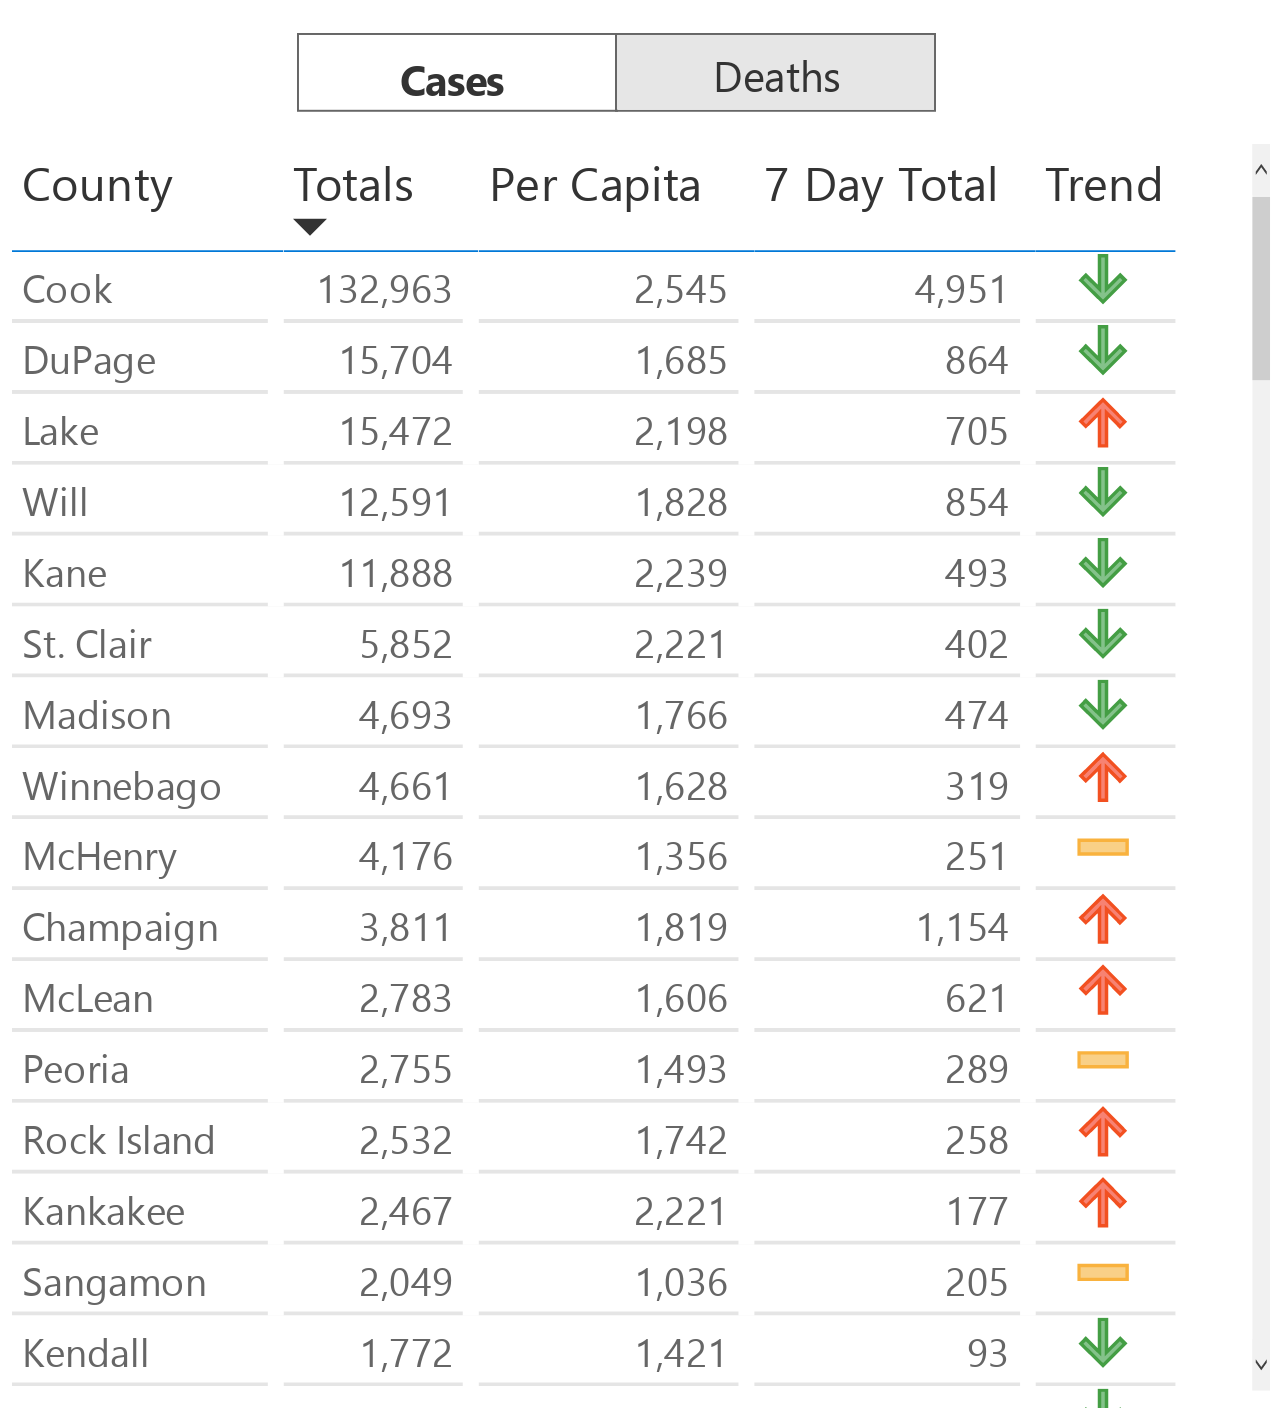 Cases Deaths
County Totals Per Capita 7 Day Total Trend
Cook 132,963 2,545 4,951
DuPage 15,704 1,685 864
Lake 15,472 2,198 705
Will 12,591 1,828 854
Kane 11,888 2,239 493
St. Clair 5,852 2,221 402
Madison 4,693 1,766 474
Winnebago 4,661 1,628 319
McHenry 4,176 1,356 251
Champaign 3,811 1,819 1,154
McLean 2,783 1,606 621
Peoria 2,755 1,493 289
Rock Island 2,532 1,742 258
Kankakee 2,467 2,221 177
Sangamon 2,049 1,036 205
Kendall 1,772 1,421 93